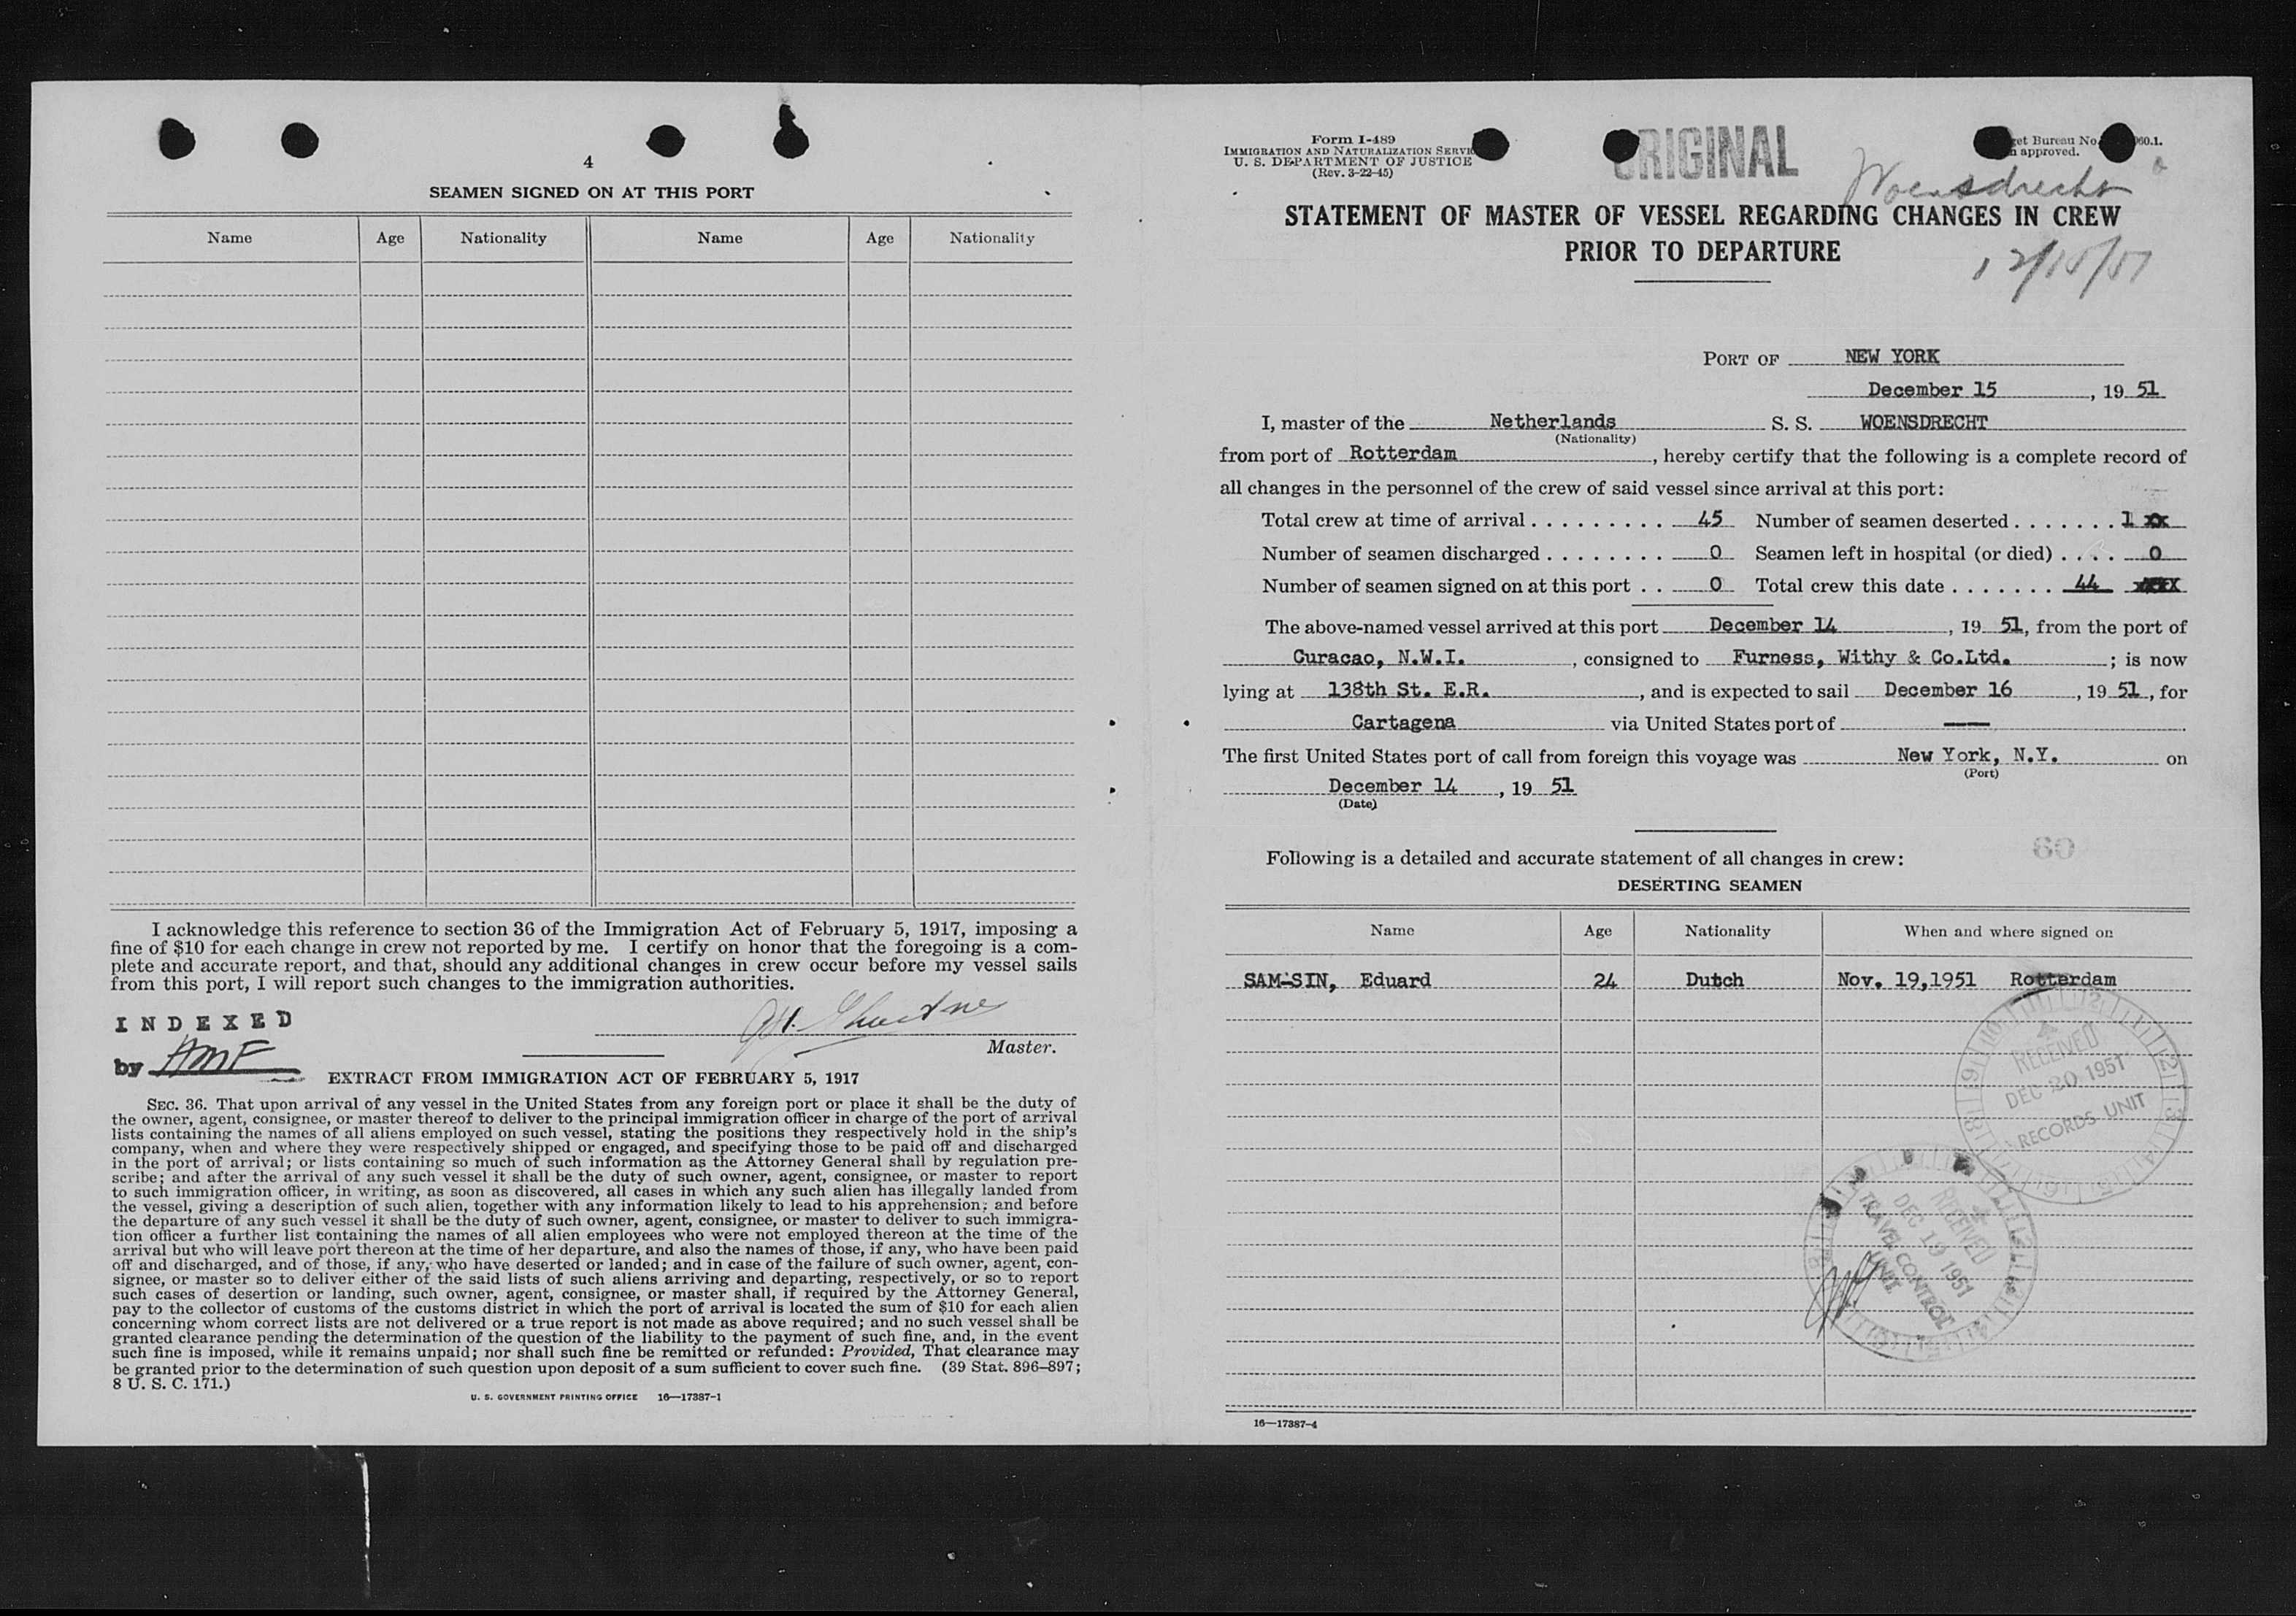 4
SEAMEN SIGNED ON AT THIS PORT
Name Age Nationality Name Age Nationality
I acknowledge this reference to section 36 of the Immigration Act of February 5, 1917, imposing a
fine of $10 for each change in crew not reported by me. I certify on honor that the foregoing is a com-
plete and accurate report, and that, should any additional changes in crew occur before my vessel sails
from this port, I will report such changes to the immigration authorities.
INDEXED
by HMF
Master.
EXTRACT FROM IMMIGRATION ACT OF FEBRUARY 5, 1917
SEC. 36. That upon arrival of any vessel in the United States from any foreign port or place it shall be the duty of
the owner, agent, consignee, or master thereof to deliver to the principal immigration officer in charge of the port of arrival
lists containing the names of all aliens employed on such vessel, stating the positions they respectively hold in the ship's
company, when and where they were respectively shipped or engaged, and specifying those to be paid off and discharged
in the port of arrival; or lists containing so much of such information as the Attorney General shall by regulation pre-
scribe; and after the arrival of any such vessel it shall be the duty of such owner, agent, consignee, or master to report
to such immigration officer, in writing, as soon as discovered, all cases in which any such alien has illegally landed from
the vessel, giving a description of such alien, together with any information likely to lead to his apprehension; and before
the departure of any such vessel it shall be the duty of such owner, agent, consignee, or master to deliver to such immigra-
tion officer a further list containing the names of all alien employees who were not employed thereon at the time of the
arrival but who will leave port thereon at the time of her departure, and also the names of those, if any, who have been paid
off and discharged, and of those, if any, who have deserted or landed; and in case of the failure of such owner, agent, con-
signee, or master so to deliver either of the said lists of such aliens arriving and departing, respectively, or so to report
such cases of desertion or landing, such owner, agent, consignee, or master shall, if required by the Attorney General,
pay to the collector of customs of the customs district in which the port of arrival is located the sum of $10 for each alien
concerning whom correct lists are not delivered or a true report is not made as above required; and no such vessel shall be
granted clearance pending the determination of the question of the liability to the payment of such fine, and, in the event
such fine is imposed, while it remains unpaid; nor shall such fine be remitted or refunded: Provided, That clearance may
be granted prior to the determination of such question upon deposit of a sum sufficient to cover such fine. (39 Stat. 896–897;
8 U. S. C. 171.)
U. S. GOVERNMENT PRINTING OFFICE 16—17387-1
Form I-489
IMMIGRATION AND NATURALIZATION
U. S. DEPARTMENT OF JUSTICE
(Rev. 3-22-45)
ORIGINAL
Bureau No. 60.1.
approved.
Woensdrecht
12/15/51
STATEMENT OF MASTER OF VESSEL REGARDING CHANGES IN CREW
PRIOR TO DEPARTURE
PORT OF NEW YORK
December 15, 19 51
I, master of the Netherlands S. S. WOENSDRECHT
(Nationality)
from port of Rotterdam, hereby certify that the following is a complete record of
all changes in the personnel of the crew of said vessel since arrival at this port:
Total crew at time of arrival . . . . . . . . . 45 Number of seamen deserted . . . . . . . 1 xx
Number of seamen discharged . . . . . . . . 0 Seamen left in hospital (or died) . . . . 0
Number of seamen signed on at this port . . 0 Total crew this date . . . . . . . 44
The above-named vessel arrived at this port December 14, 19 51, from the port of
Curacao, N.W.I., consigned to Furness, Withy & Co.Ltd. ; is now
lying at 138th St. E.R., and is expected to sail December 16, 19 51, for
Cartagena via United States port of ——
The first United States port of call from foreign this voyage was New York, N.Y. on
(Port)
December 14, 19 51
(Date)
60
Following is a detailed and accurate statement of all changes in crew:
DESERTING SEAMEN
Name Age Nationality When and where signed on
SAM-SIN, Eduard 24 Dutch Nov. 19,1951 Rotterdam
RECEIVED
DEC 20 1951
RECORDS UNIT
RECEIVED
DEC 19 1951
TRAVEL CONTROL
UNIT
16—17387-4